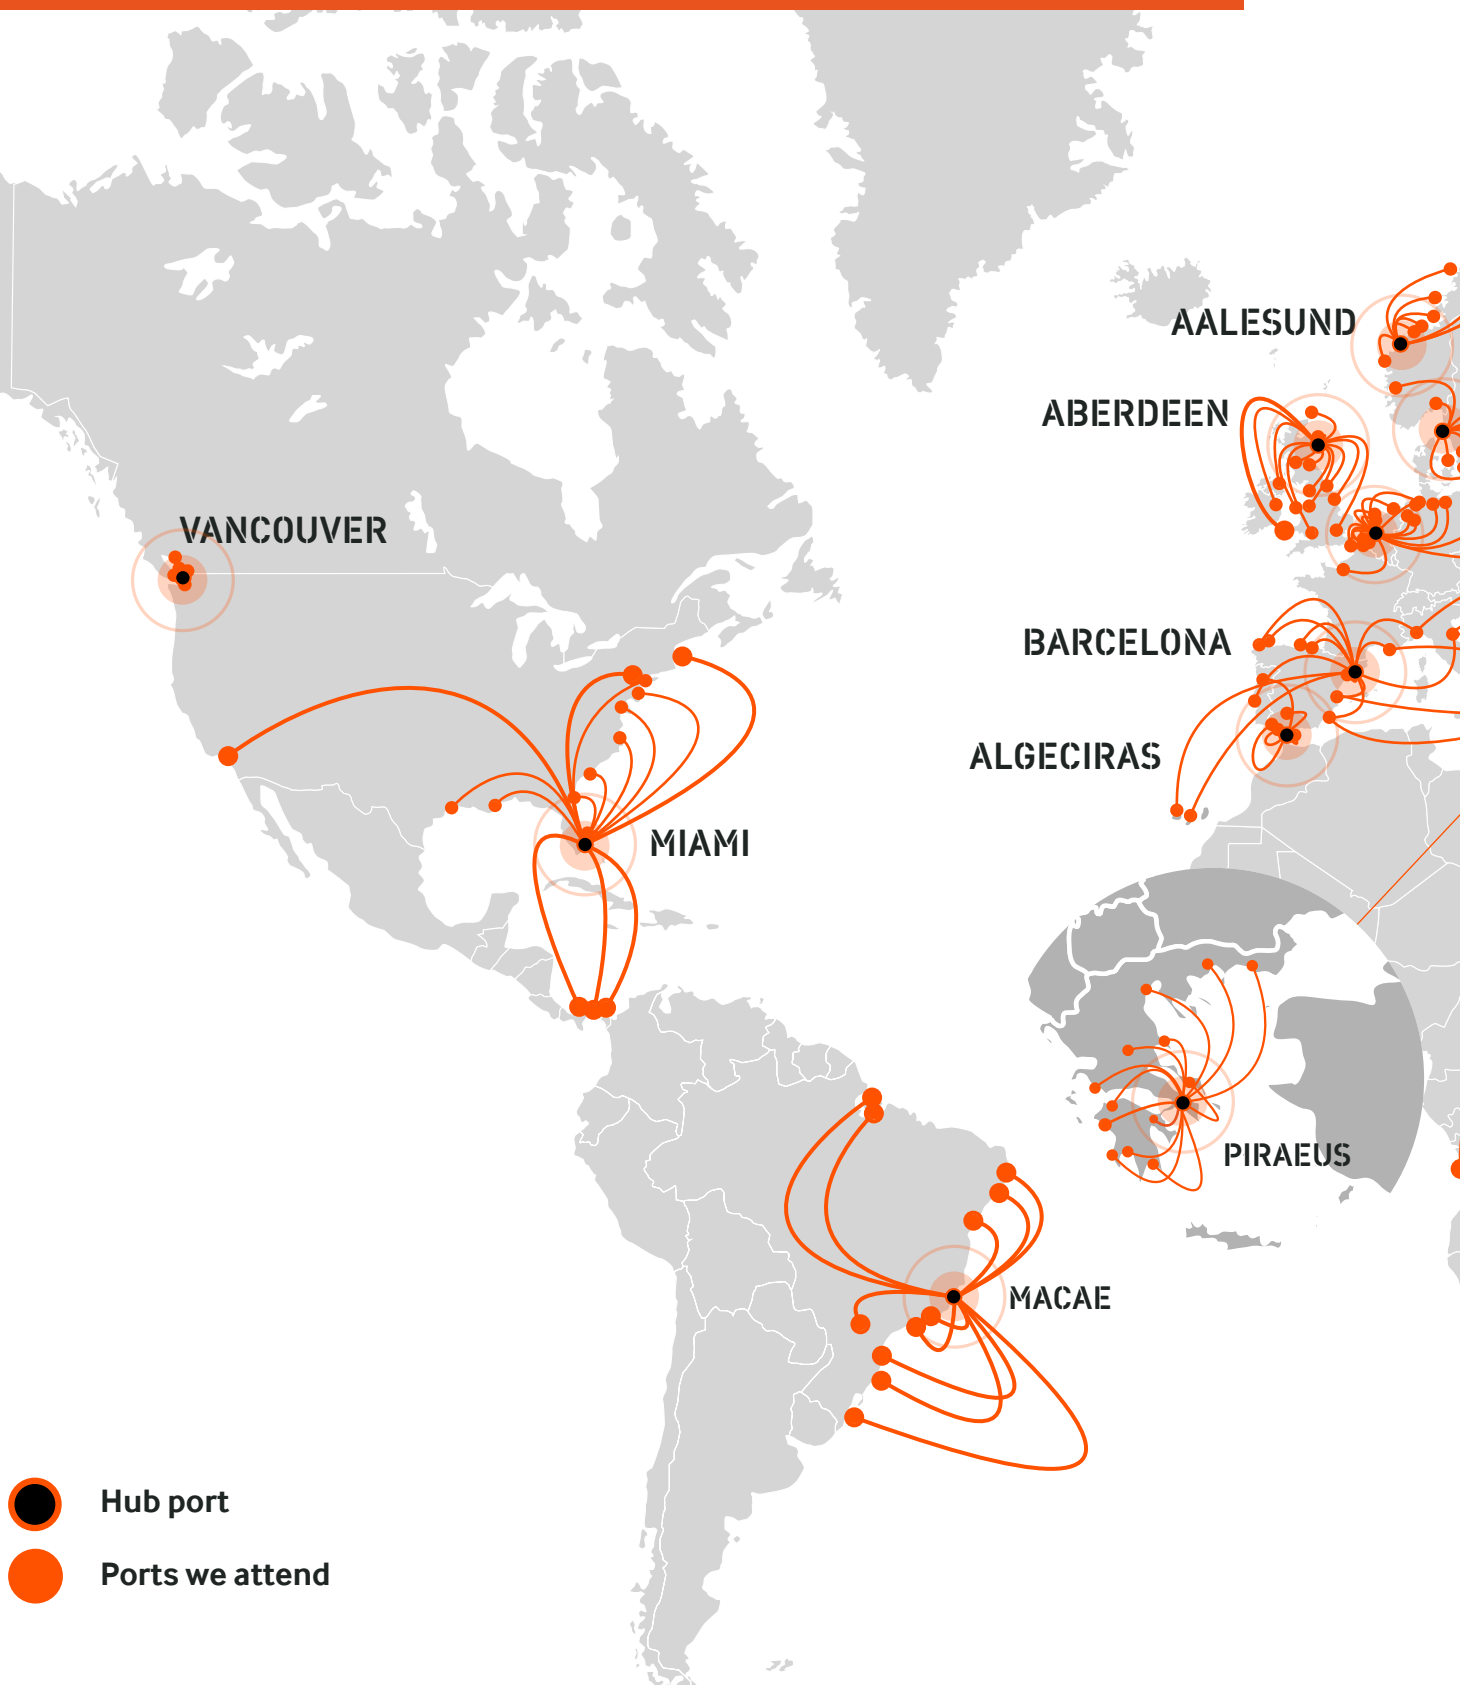 AALESUND
ABERDEEN
VANCOUVER
BARCELONA
ALGECIRAS
MIAMI
PIRAEUS
MACAE
Hub port
Ports we attend